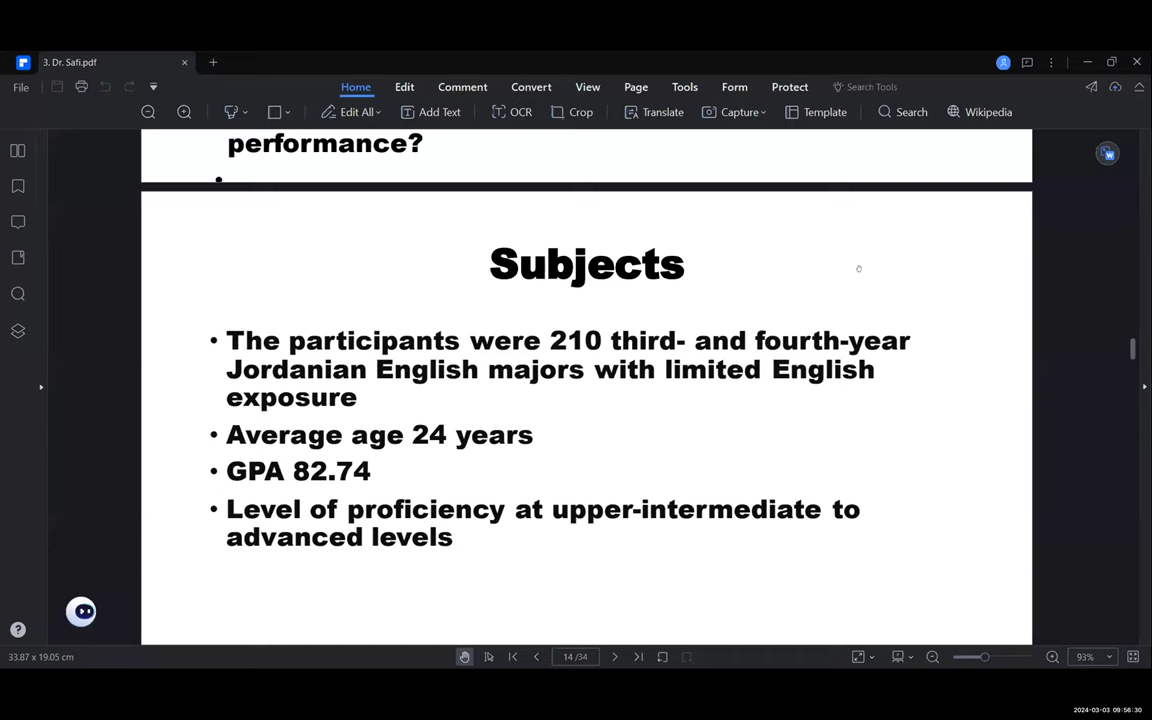 3. Dr. Safi.pdf
File
Home Edit Comment Convert View Page Tools Form Protect Search Tools
Edit All Add Text OCR Crop Translate Capture Template Search Wikipedia
performance?
•
Subjects
• The participants were 210 third- and fourth-year
Jordanian English majors with limited English
exposure
• Average age 24 years
• GPA 82.74
• Level of proficiency at upper-intermediate to
advanced levels
33.87 x 19.05 cm
14 /34
93%
2024-03-03 09:56:30